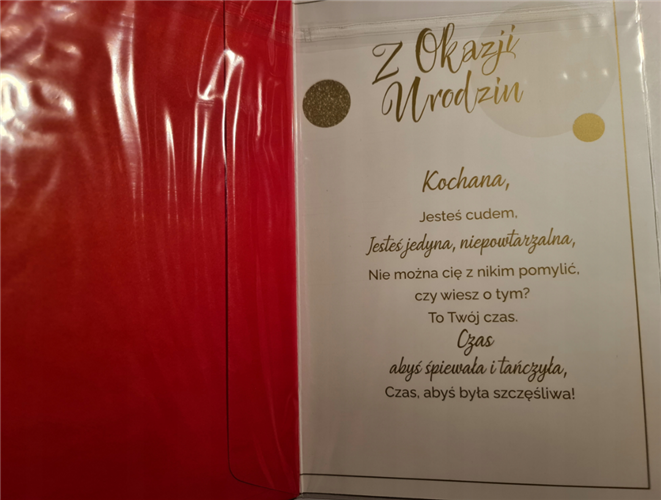 Z Okazji
Urodzin
Kochana,
Jesteś cudem,
Jesteś jedyna, niepowtarzalna,
Nie można cię z nikim pomylić,
czy wiesz o tym?
To Twój czas.
Czas
abyś śpiewała i tańczyła,
Czas, abyś była szczęśliwa!